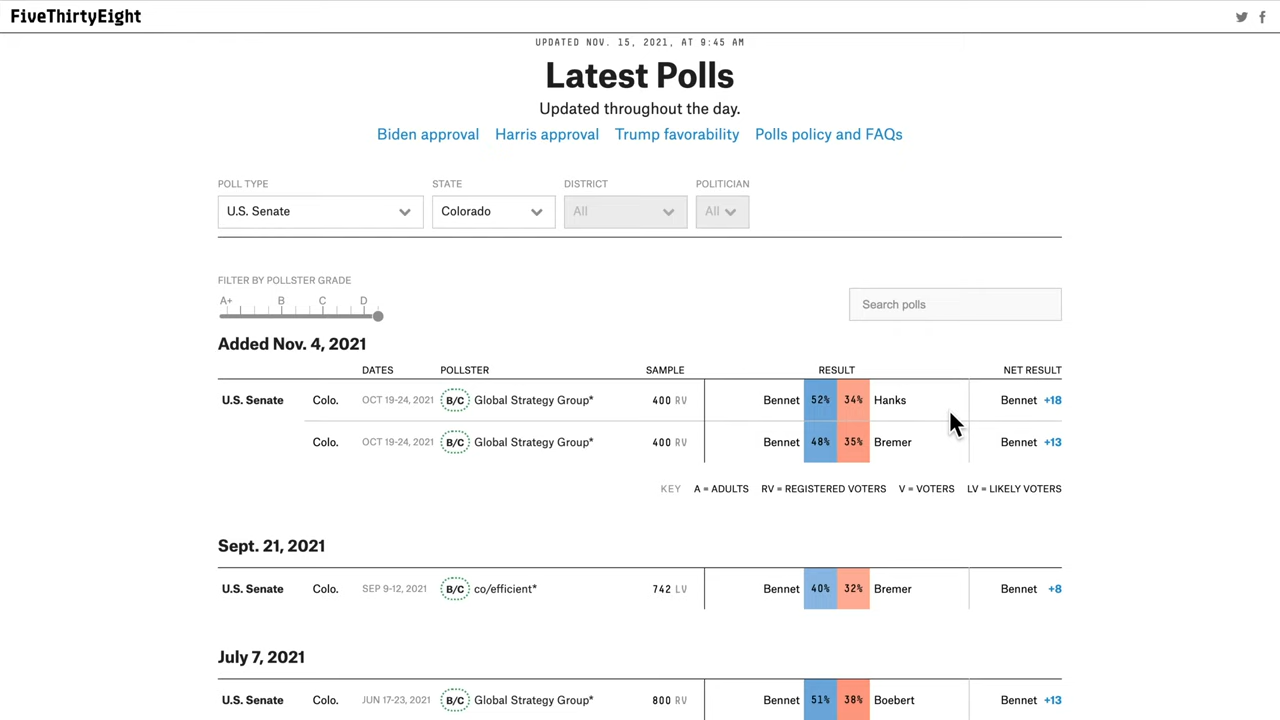 FiveThirtyEight
UPDATED NOV. 15, 2021, AT 9:45 AM
Latest Polls
Updated throughout the day.
Biden approval Harris approval Trump favorability Polls policy and FAQs
POLL TYPE STATE DISTRICT POLITICIAN
U.S. Senate Colorado All All
FILTER BY POLLSTER GRADE
A+ B C D
Search polls
Added Nov. 4, 2021
DATES POLLSTER SAMPLE RESULT NET RESULT
U.S. Senate Colo. OCT 19-24, 2021 B/C Global Strategy Group* 400 RV Bennet 52% 34% Hanks Bennet +18
Colo. OCT 19-24, 2021 B/C Global Strategy Group* 400 RV Bennet 48% 35% Bremer Bennet +13
KEY A = ADULTS RV = REGISTERED VOTERS V = VOTERS LV = LIKELY VOTERS
Sept. 21, 2021
U.S. Senate Colo. SEP 9-12, 2021 B/C co/efficient* 742 LV Bennet 40% 32% Bremer Bennet +8
July 7, 2021
U.S. Senate Colo. JUN 17-23, 2021 B/C Global Strategy Group* 800 RV Bennet 51% 38% Boebert Bennet +13